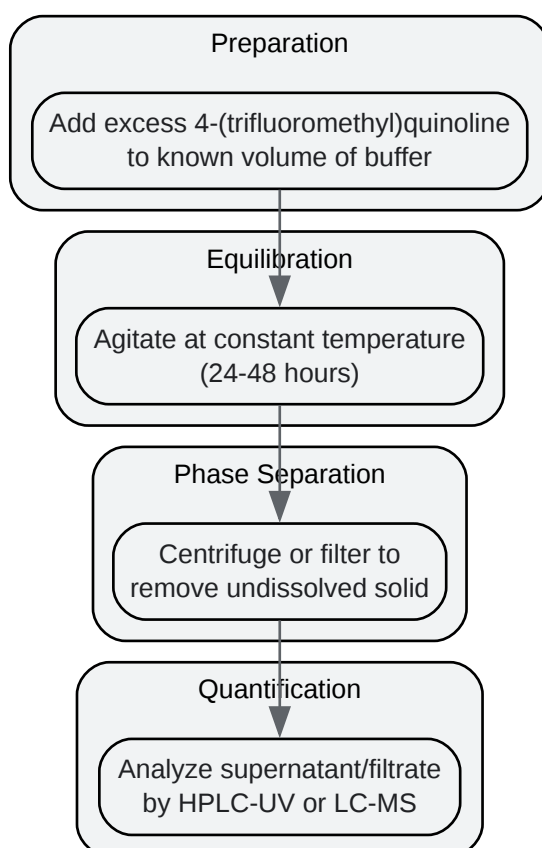 Preparation
Add excess 4-(trifluoromethyl)quinoline
to known volume of buffer
Equilibration
Agitate at constant temperature
(24-48 hours)
Phase Separation
Centrifuge or filter to
remove undissolved solid
Quantification
Analyze supernatant/filtrate
by HPLC-UV or LC-MS